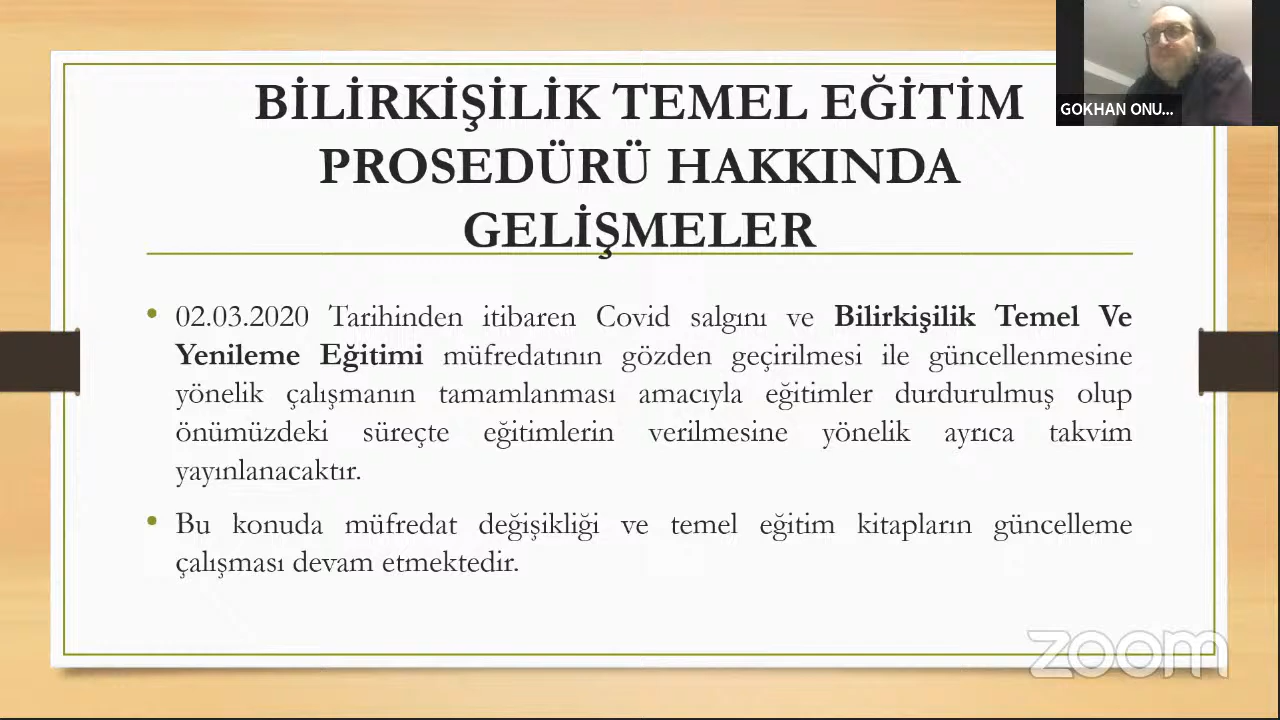 BİLİRKİŞİLİK TEMEL EĞİTİM
PROSEDÜRÜ HAKKINDA
GELİŞMELER
GOKHAN ONU...
• 02.03.2020 Tarihinden itibaren Covid salgını ve Bilirkişilik Temel Ve
Yenileme Eğitimi müfredatının gözden geçirilmesi ile güncellenmesine
yönelik çalışmanın tamamlanması amacıyla eğitimler durdurulmuş olup
önümüzdeki süreçte eğitimlerin verilmesine yönelik ayrıca takvim
yayınlanacaktır.
• Bu konuda müfredat değişikliği ve temel eğitim kitapların güncelleme
çalışması devam etmektedir.
zoom